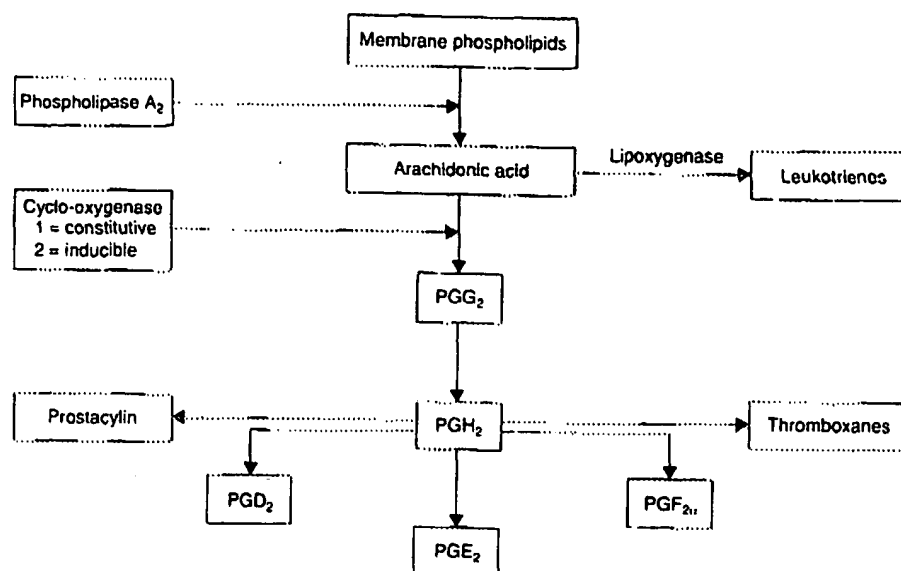 Membrane phospholipids
Phospholipase A₂
Arachidonic acid
Lipoxygenase
Leukotrienes
Cyclo-oxygenase
1 = constitutive
2 = inducible
PGG₂
Prostacylin
PGH₂
Thromboxanes
PGD₂
PGF₂α
PGE₂